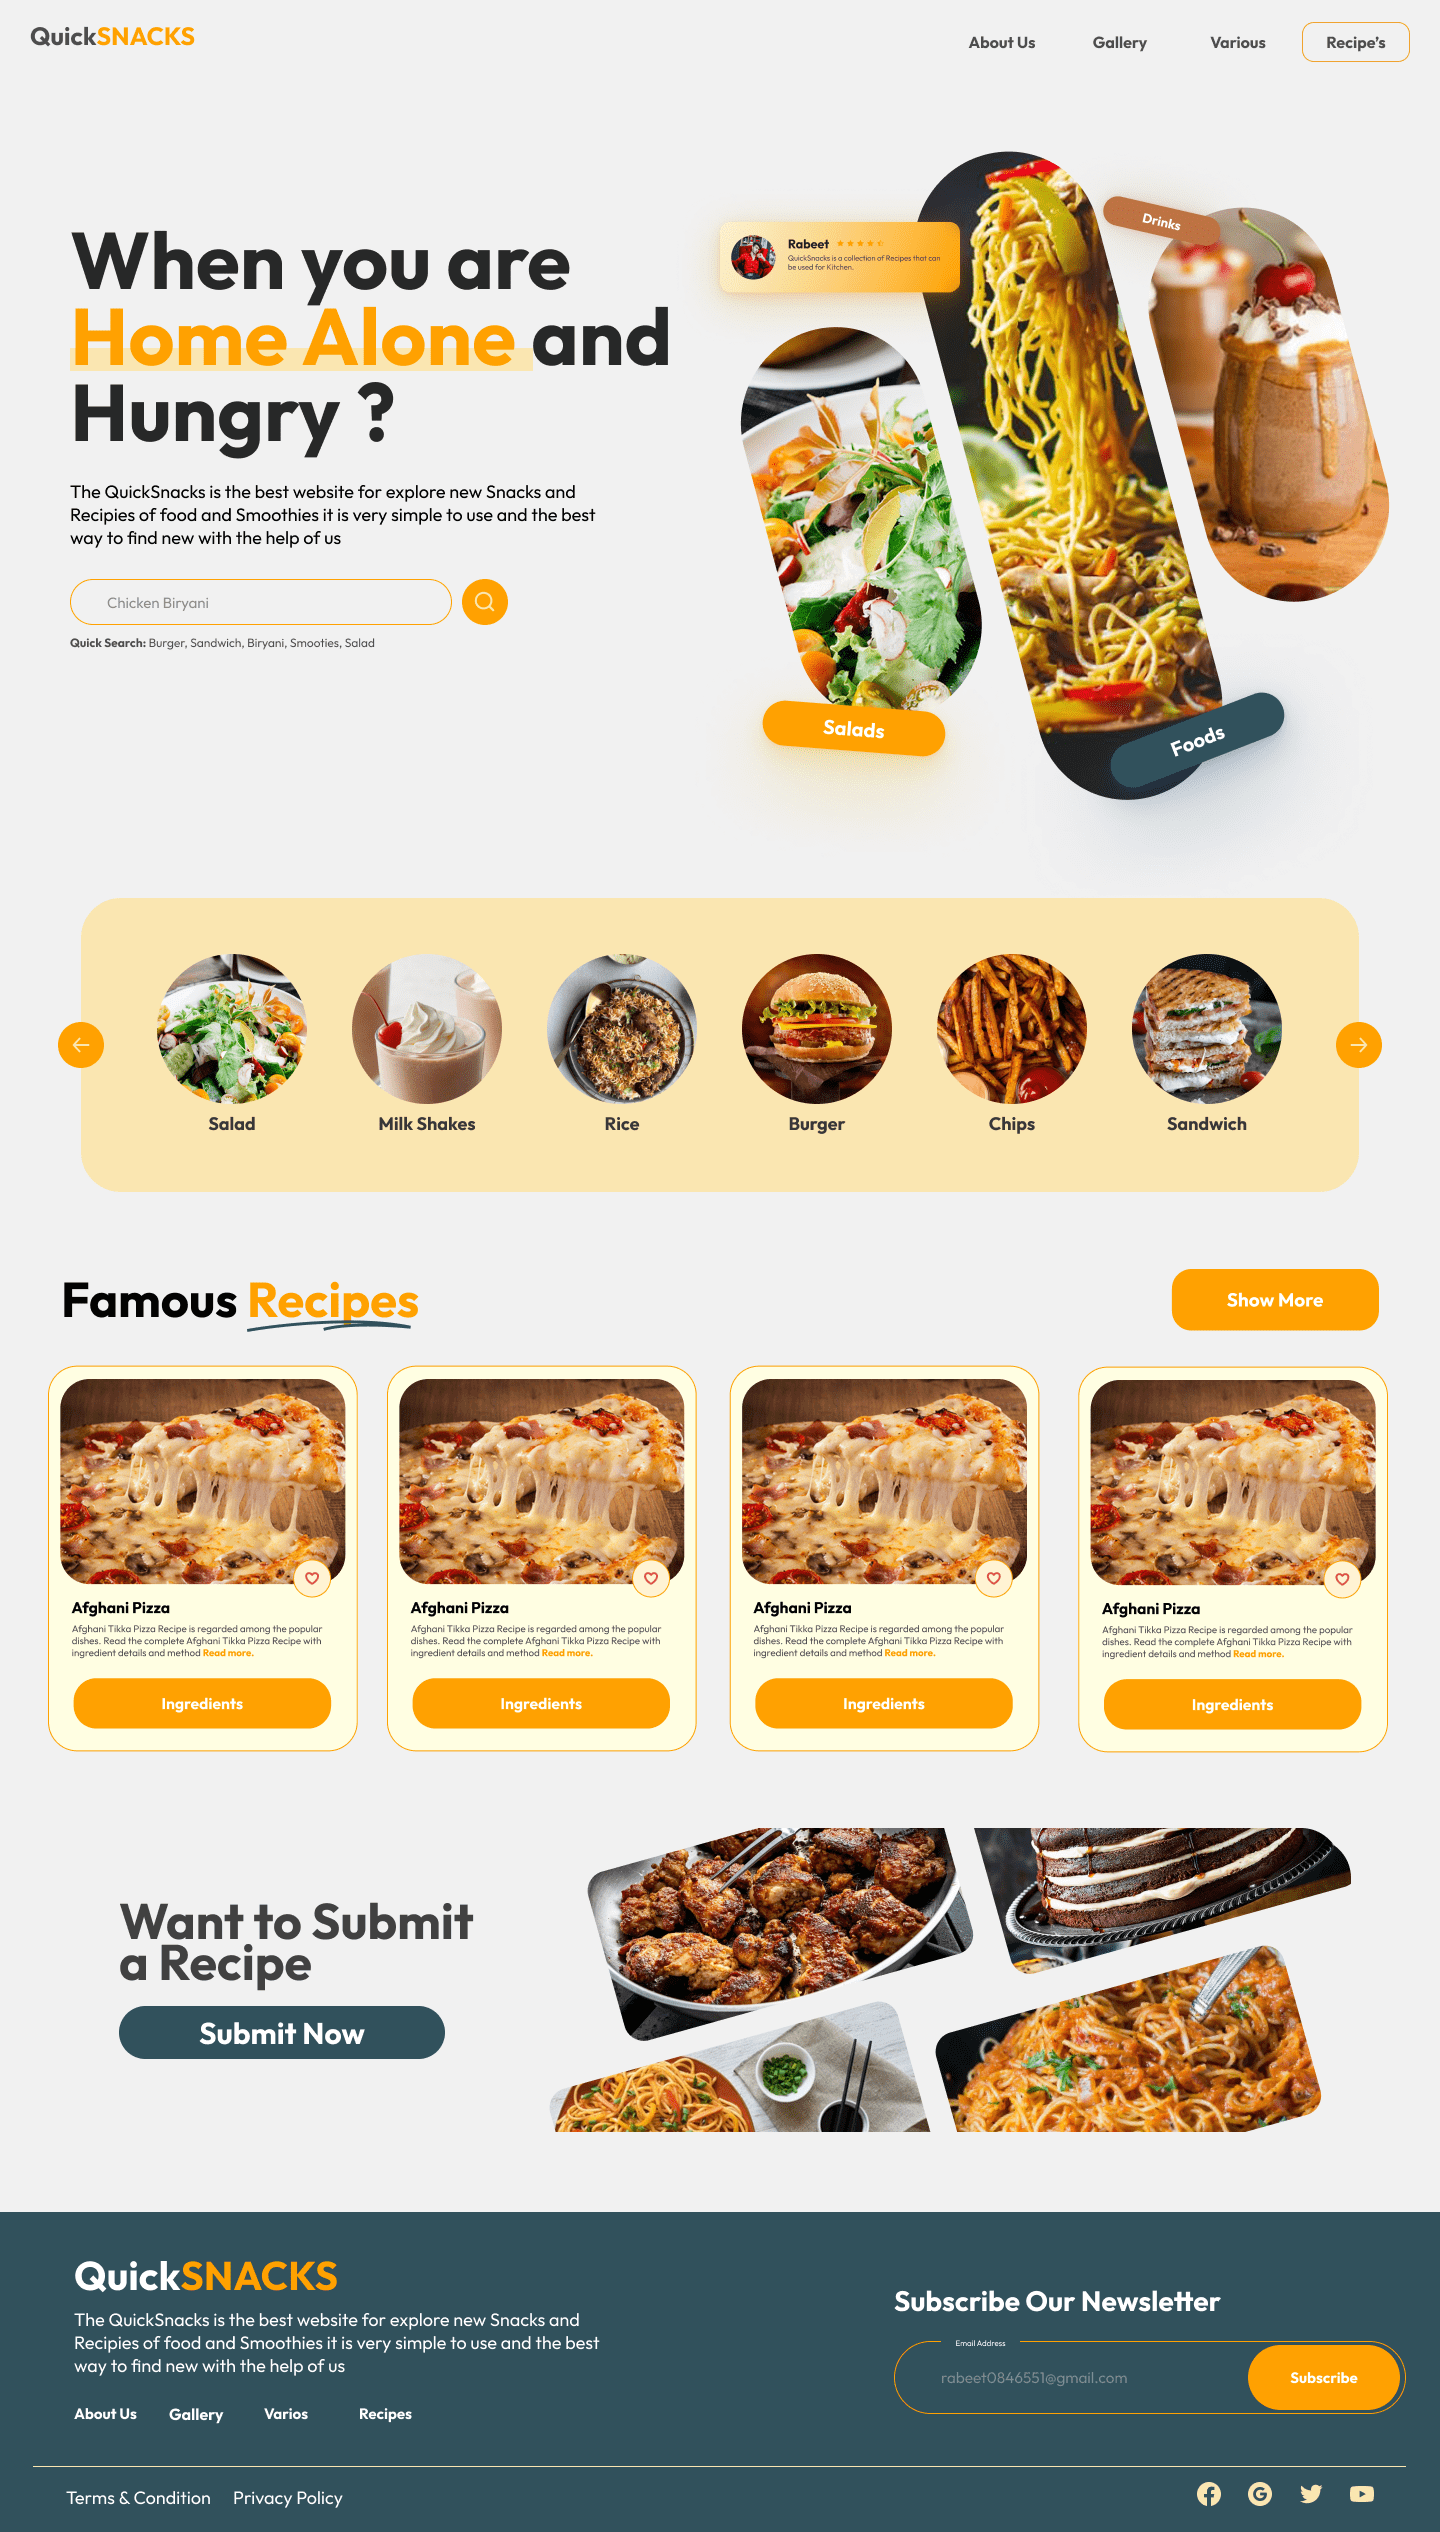 QuickSNACKS
About Us
Gallery
Various
Recipe's
When you are
Home Alone and
Hungry ?
The QuickSnacks is the best website for explore new Snacks and
Recipies of food and Smoothies it is very simple to use and the best
way to find new with the help of us
Chicken Biryani
Quick Search: Burger, Sandwich, Biryani, Smooties, Salad
Rabeet
QuickSnacks is a collection of Recipes that can
be used for Kitchen.
Drinks
Salads
Foods
Salad
Milk Shakes
Rice
Burger
Chips
Sandwich
Famous Recipes
Show More
Afghani Pizza
Afghani Tikka Pizza Recipe is regarded among the popular
dishes. Read the complete Afghani Tikka Pizza Recipe with
ingredient details and method Read more.
Ingredients
Afghani Pizza
Afghani Tikka Pizza Recipe is regarded among the popular
dishes. Read the complete Afghani Tikka Pizza Recipe with
ingredient details and method Read more.
Ingredients
Afghani Pizza
Afghani Tikka Pizza Recipe is regarded among the popular
dishes. Read the complete Afghani Tikka Pizza Recipe with
ingredient details and method Read more.
Ingredients
Afghani Pizza
Afghani Tikka Pizza Recipe is regarded among the popular
dishes. Read the complete Afghani Tikka Pizza Recipe with
ingredient details and method Read more.
Ingredients
Want to Submit
a Recipe
Submit Now
QuickSNACKS
The QuickSnacks is the best website for explore new Snacks and
Recipies of food and Smoothies it is very simple to use and the best
way to find new with the help of us
About Us
Gallery
Varios
Recipes
Subscribe Our Newsletter
Email Address
rabeet0846551@gmail.com
Subscribe
Terms & Condition
Privacy Policy